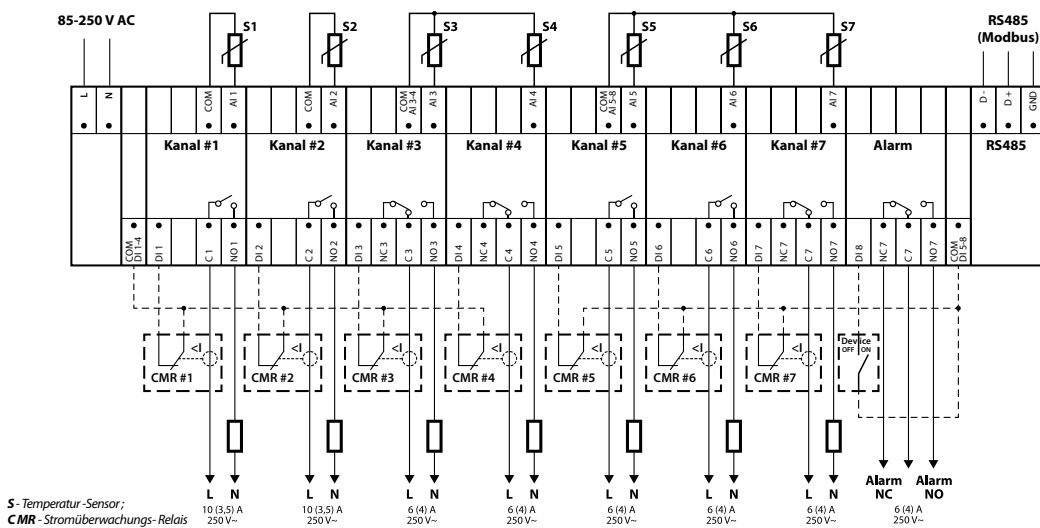 85-250 V AC
S1
S2
S3
S4
S5
S6
S7
RS485
(Modbus)
L
N
COM
AI 1
COM
AI 2
COM
AI 3-4
AI 3
AI 4
COM
AI 5-8
AI 5
AI 6
AI 7
D -
D +
GND
Kanal #1
Kanal #2
Kanal #3
Kanal #4
Kanal #5
Kanal #6
Kanal #7
Alarm
RS485
COM
DI 1-4
DI 1
C 1
NO 1
DI 2
C 2
NO 2
DI 3
NC 3
C 3
NO 3
DI 4
NC 4
C 4
NO 4
DI 5
C 5
NO 5
DI 6
C 6
NO 6
DI 7
NC 7
C 7
NO 7
DI 8
NC 7
C 7
NO 7
COM
DI 5-8
<I
CMR #1
<I
CMR #2
<I
CMR #3
<I
CMR #4
<I
CMR #5
<I
CMR #6
<I
CMR #7
Device
OFF ON
L N
10 (3,5) A
250 V~
L N
10 (3,5) A
250 V~
L N
6 (4) A
250 V~
L N
6 (4) A
250 V~
L N
6 (4) A
250 V~
L N
6 (4) A
250 V~
L N
6 (4) A
250 V~
Alarm
NC
Alarm
NO
6 (4) A
250 V~
S - Temperatur -Sensor ;
CMR - Stromüberwachungs- Relais